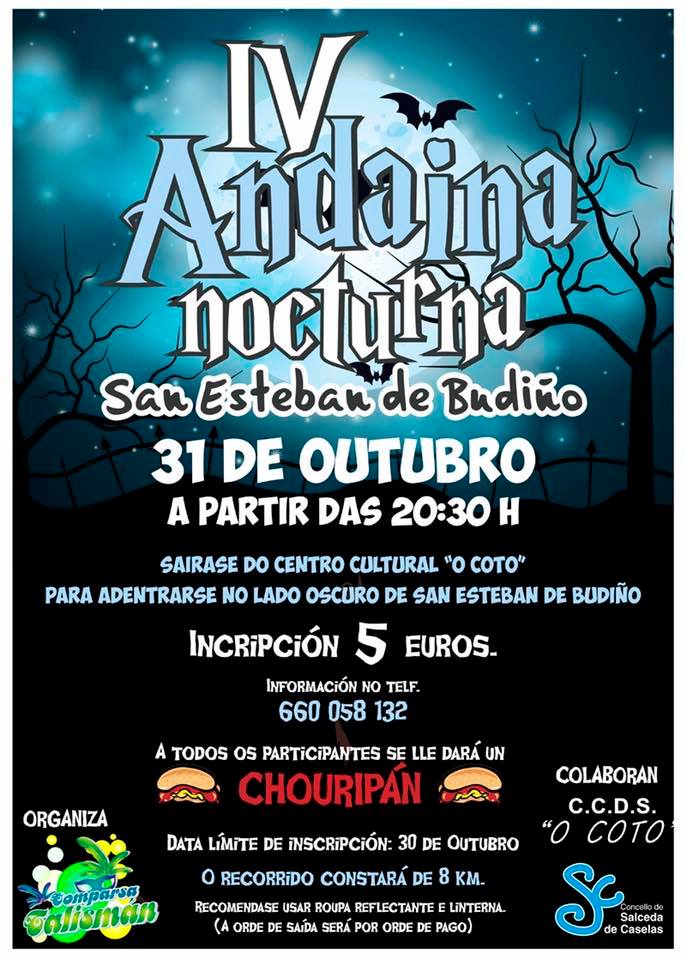 IV
Andaina
nocturna
San Esteban de Budiño
31 DE OUTUBRO
A PARTIR DAS 20:30 H
SAIRASE DO CENTRO CULTURAL "O COTO"
PARA ADENTRARSE NO LADO OSCURO DE SAN ESTEBAN DE BUDIÑO
INCRIPCIÓN 5 EUROS.
INFORMACIÓN NO TELF.
660 058 132
A TODOS OS PARTICIPANTES SE LLE DARÁ UN
CHOURIPÁN
COLABORAN
C.C.D.S.
"O COTO"
ORGANIZA
Comparsa
Talismán
DATA LÍMITE DE INSCRIPCIÓN: 30 DE OUTUBRO
O RECORRIDO CONSTARÁ DE 8 KM.
RECOMENDASE USAR ROUPA REFLECTANTE E LINTERNA.
(A ORDE DE SAÍDA SERÁ POR ORDE DE PAGO)
Sc
Concello de
Salceda
de Caselas